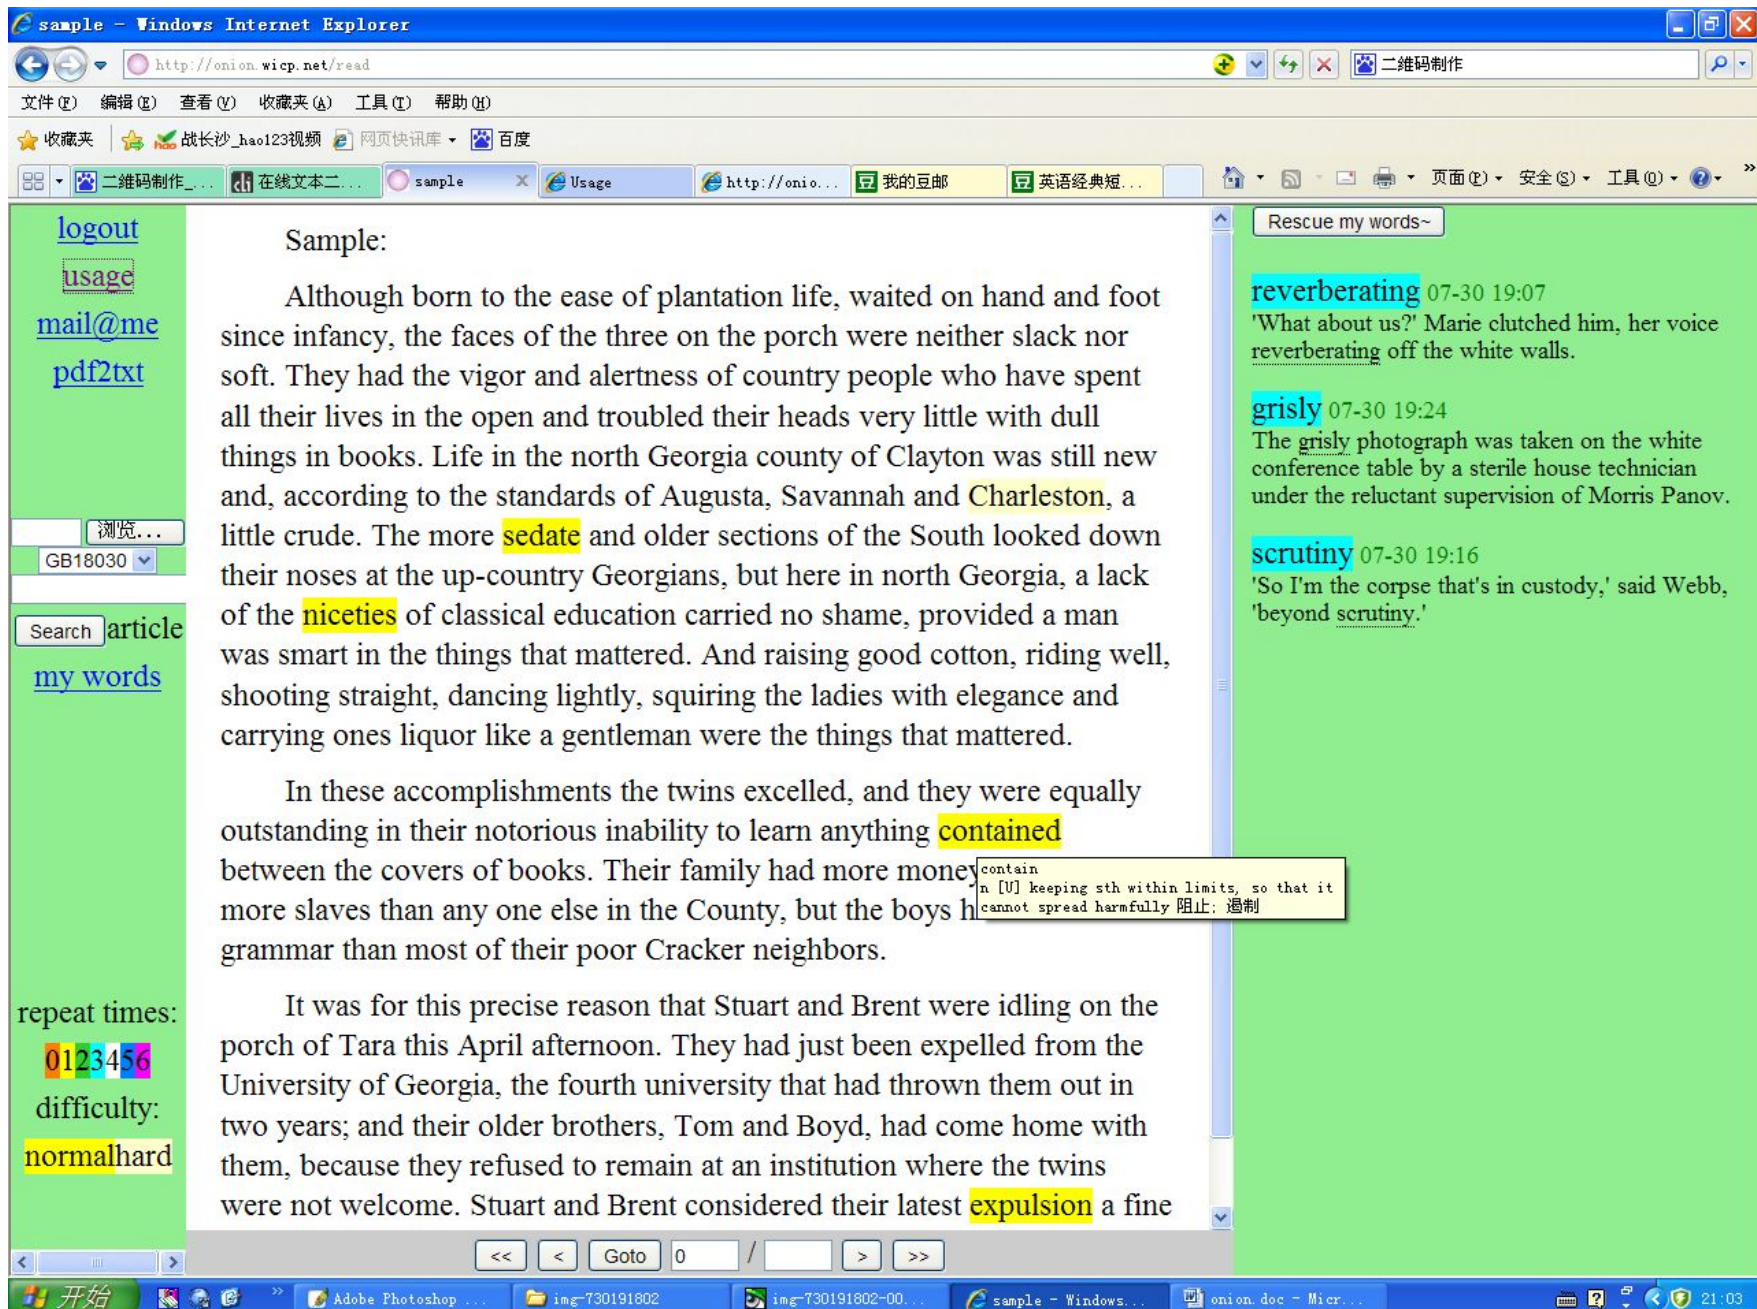 sample - Windows Internet Explorer
http://onion.wicp.net/read
二维码制作
文件(F) 编辑(E) 查看(V) 收藏夹(A) 工具(T) 帮助(H)
收藏夹 战长沙_hao123视频 网页快讯库 百度
二维码制作_... 在线文本二... sample Usage http://onio... 我的豆邮 英语经典短... 页面(P) 安全(S) 工具(O)
logout
usage
mail@me
pdf2txt
浏览...
GB18030
Search article
my words
repeat times:
0123456
difficulty:
normalhard
Sample:
Although born to the ease of plantation life, waited on hand and foot
since infancy, the faces of the three on the porch were neither slack nor
soft. They had the vigor and alertness of country people who have spent
all their lives in the open and troubled their heads very little with dull
things in books. Life in the north Georgia county of Clayton was still new
and, according to the standards of Augusta, Savannah and Charleston, a
little crude. The more sedate and older sections of the South looked down
their noses at the up-country Georgians, but here in north Georgia, a lack
of the niceties of classical education carried no shame, provided a man
was smart in the things that mattered. And raising good cotton, riding well,
shooting straight, dancing lightly, squiring the ladies with elegance and
carrying ones liquor like a gentleman were the things that mattered.
In these accomplishments the twins excelled, and they were equally
outstanding in their notorious inability to learn anything contained
between the covers of books. Their family had more money
more slaves than any one else in the County, but the boys h
grammar than most of their poor Cracker neighbors.
contain
n [U] keeping sth within limits, so that it
cannot spread harmfully 阻止; 遏制
It was for this precise reason that Stuart and Brent were idling on the
porch of Tara this April afternoon. They had just been expelled from the
University of Georgia, the fourth university that had thrown them out in
two years; and their older brothers, Tom and Boyd, had come home with
them, because they refused to remain at an institution where the twins
were not welcome. Stuart and Brent considered their latest expulsion a fine
<< < Goto 0 / > >>
Rescue my words~
reverberating 07-30 19:07
'What about us?' Marie clutched him, her voice
reverberating off the white walls.
grisly 07-30 19:24
The grisly photograph was taken on the white
conference table by a sterile house technician
under the reluctant supervision of Morris Panov.
scrutiny 07-30 19:16
'So I'm the corpse that's in custody,' said Webb,
'beyond scrutiny.'
开始 Adobe Photoshop ... img-730191802 img-730191802-00... sample - Windows... onion.doc - Micr... 21:03